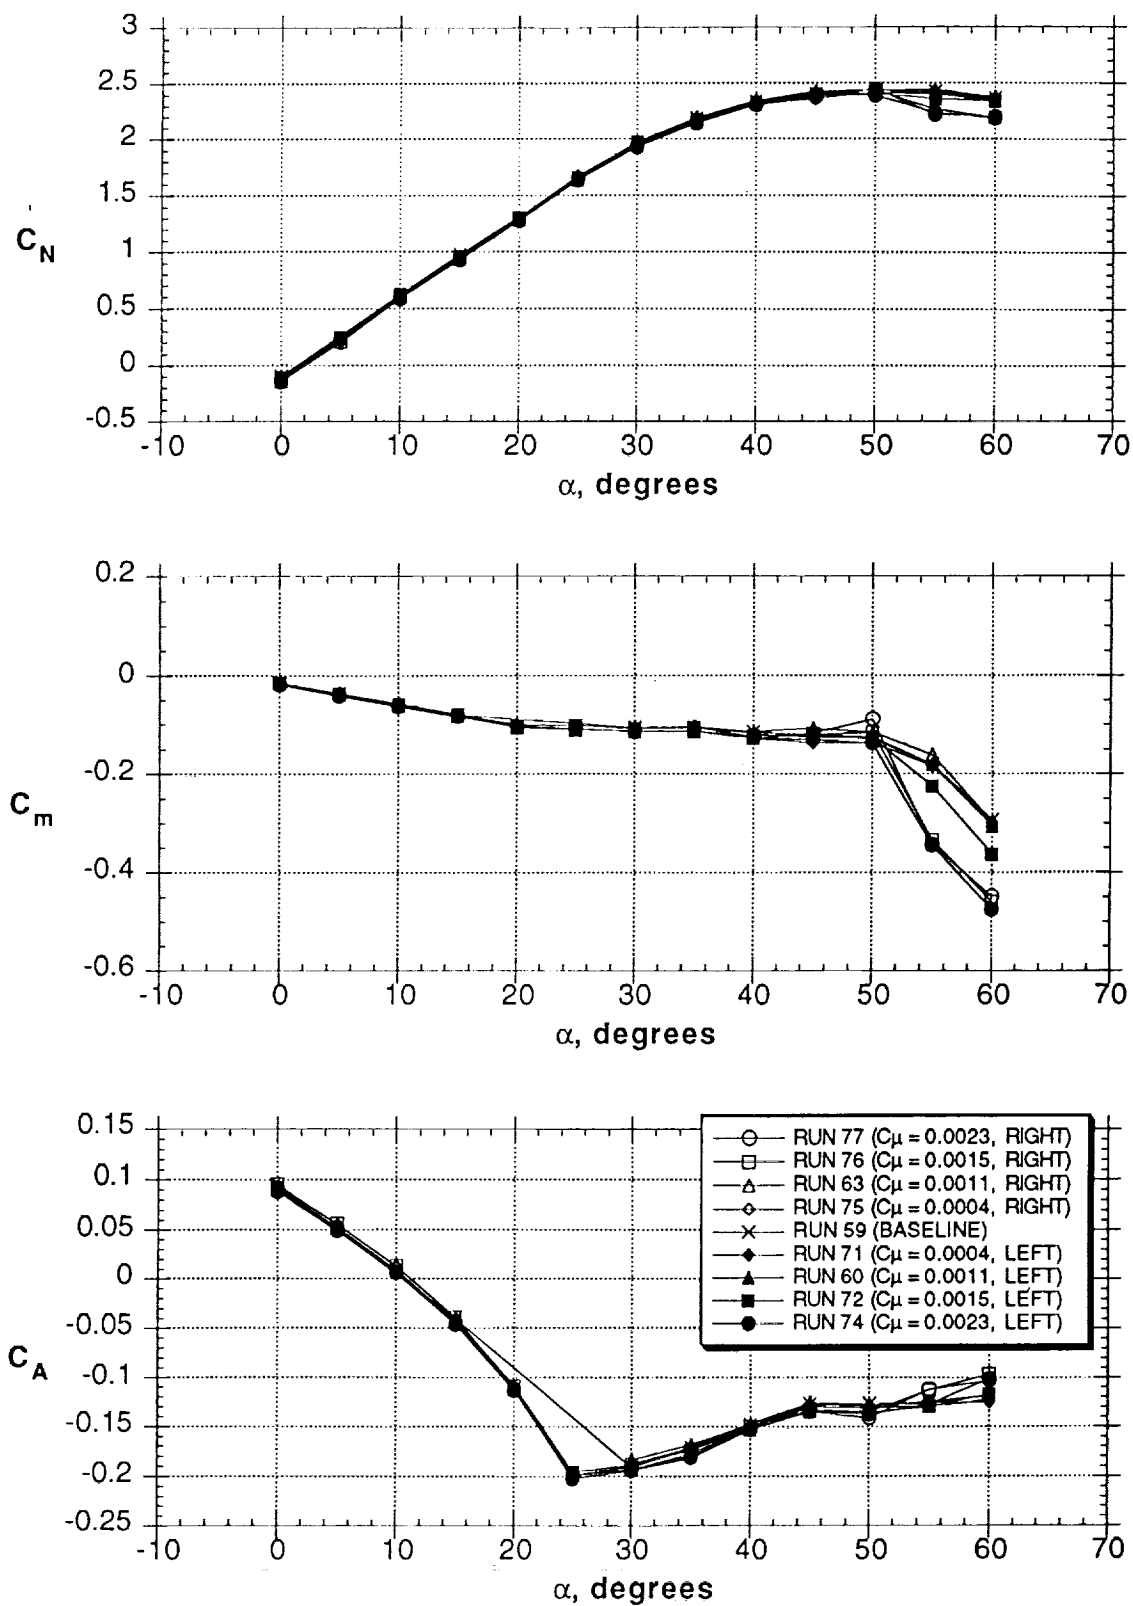 3
2.5
2
1.5
1
0.5
0
-0.5
C_N
-10 0 10 20 30 40 50 60 70
α, degrees
0.2
0
-0.2
-0.4
-0.6
C_m
-10 0 10 20 30 40 50 60 70
α, degrees
0.15
0.1
0.05
0
-0.05
-0.1
-0.15
-0.2
-0.25
C_A
RUN 77 (Cμ = 0.0023, RIGHT)
RUN 76 (Cμ = 0.0015, RIGHT)
RUN 63 (Cμ = 0.0011, RIGHT)
RUN 75 (Cμ = 0.0004, RIGHT)
RUN 59 (BASELINE)
RUN 71 (Cμ = 0.0004, LEFT)
RUN 60 (Cμ = 0.0011, LEFT)
RUN 72 (Cμ = 0.0015, LEFT)
RUN 74 (Cμ = 0.0023, LEFT)
-10 0 10 20 30 40 50 60 70
α, degrees